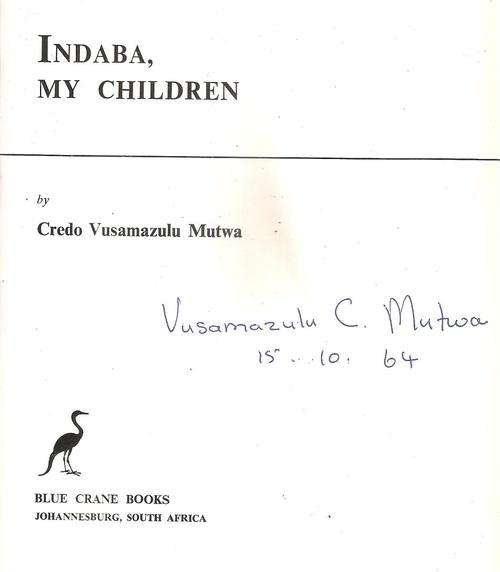 INDABA,
MY CHILDREN
by
Credo Vusamazulu Mutwa
Vusamazulu C. Mutwa
15 . . 10 . 64
BLUE CRANE BOOKS
JOHANNESBURG, SOUTH AFRICA